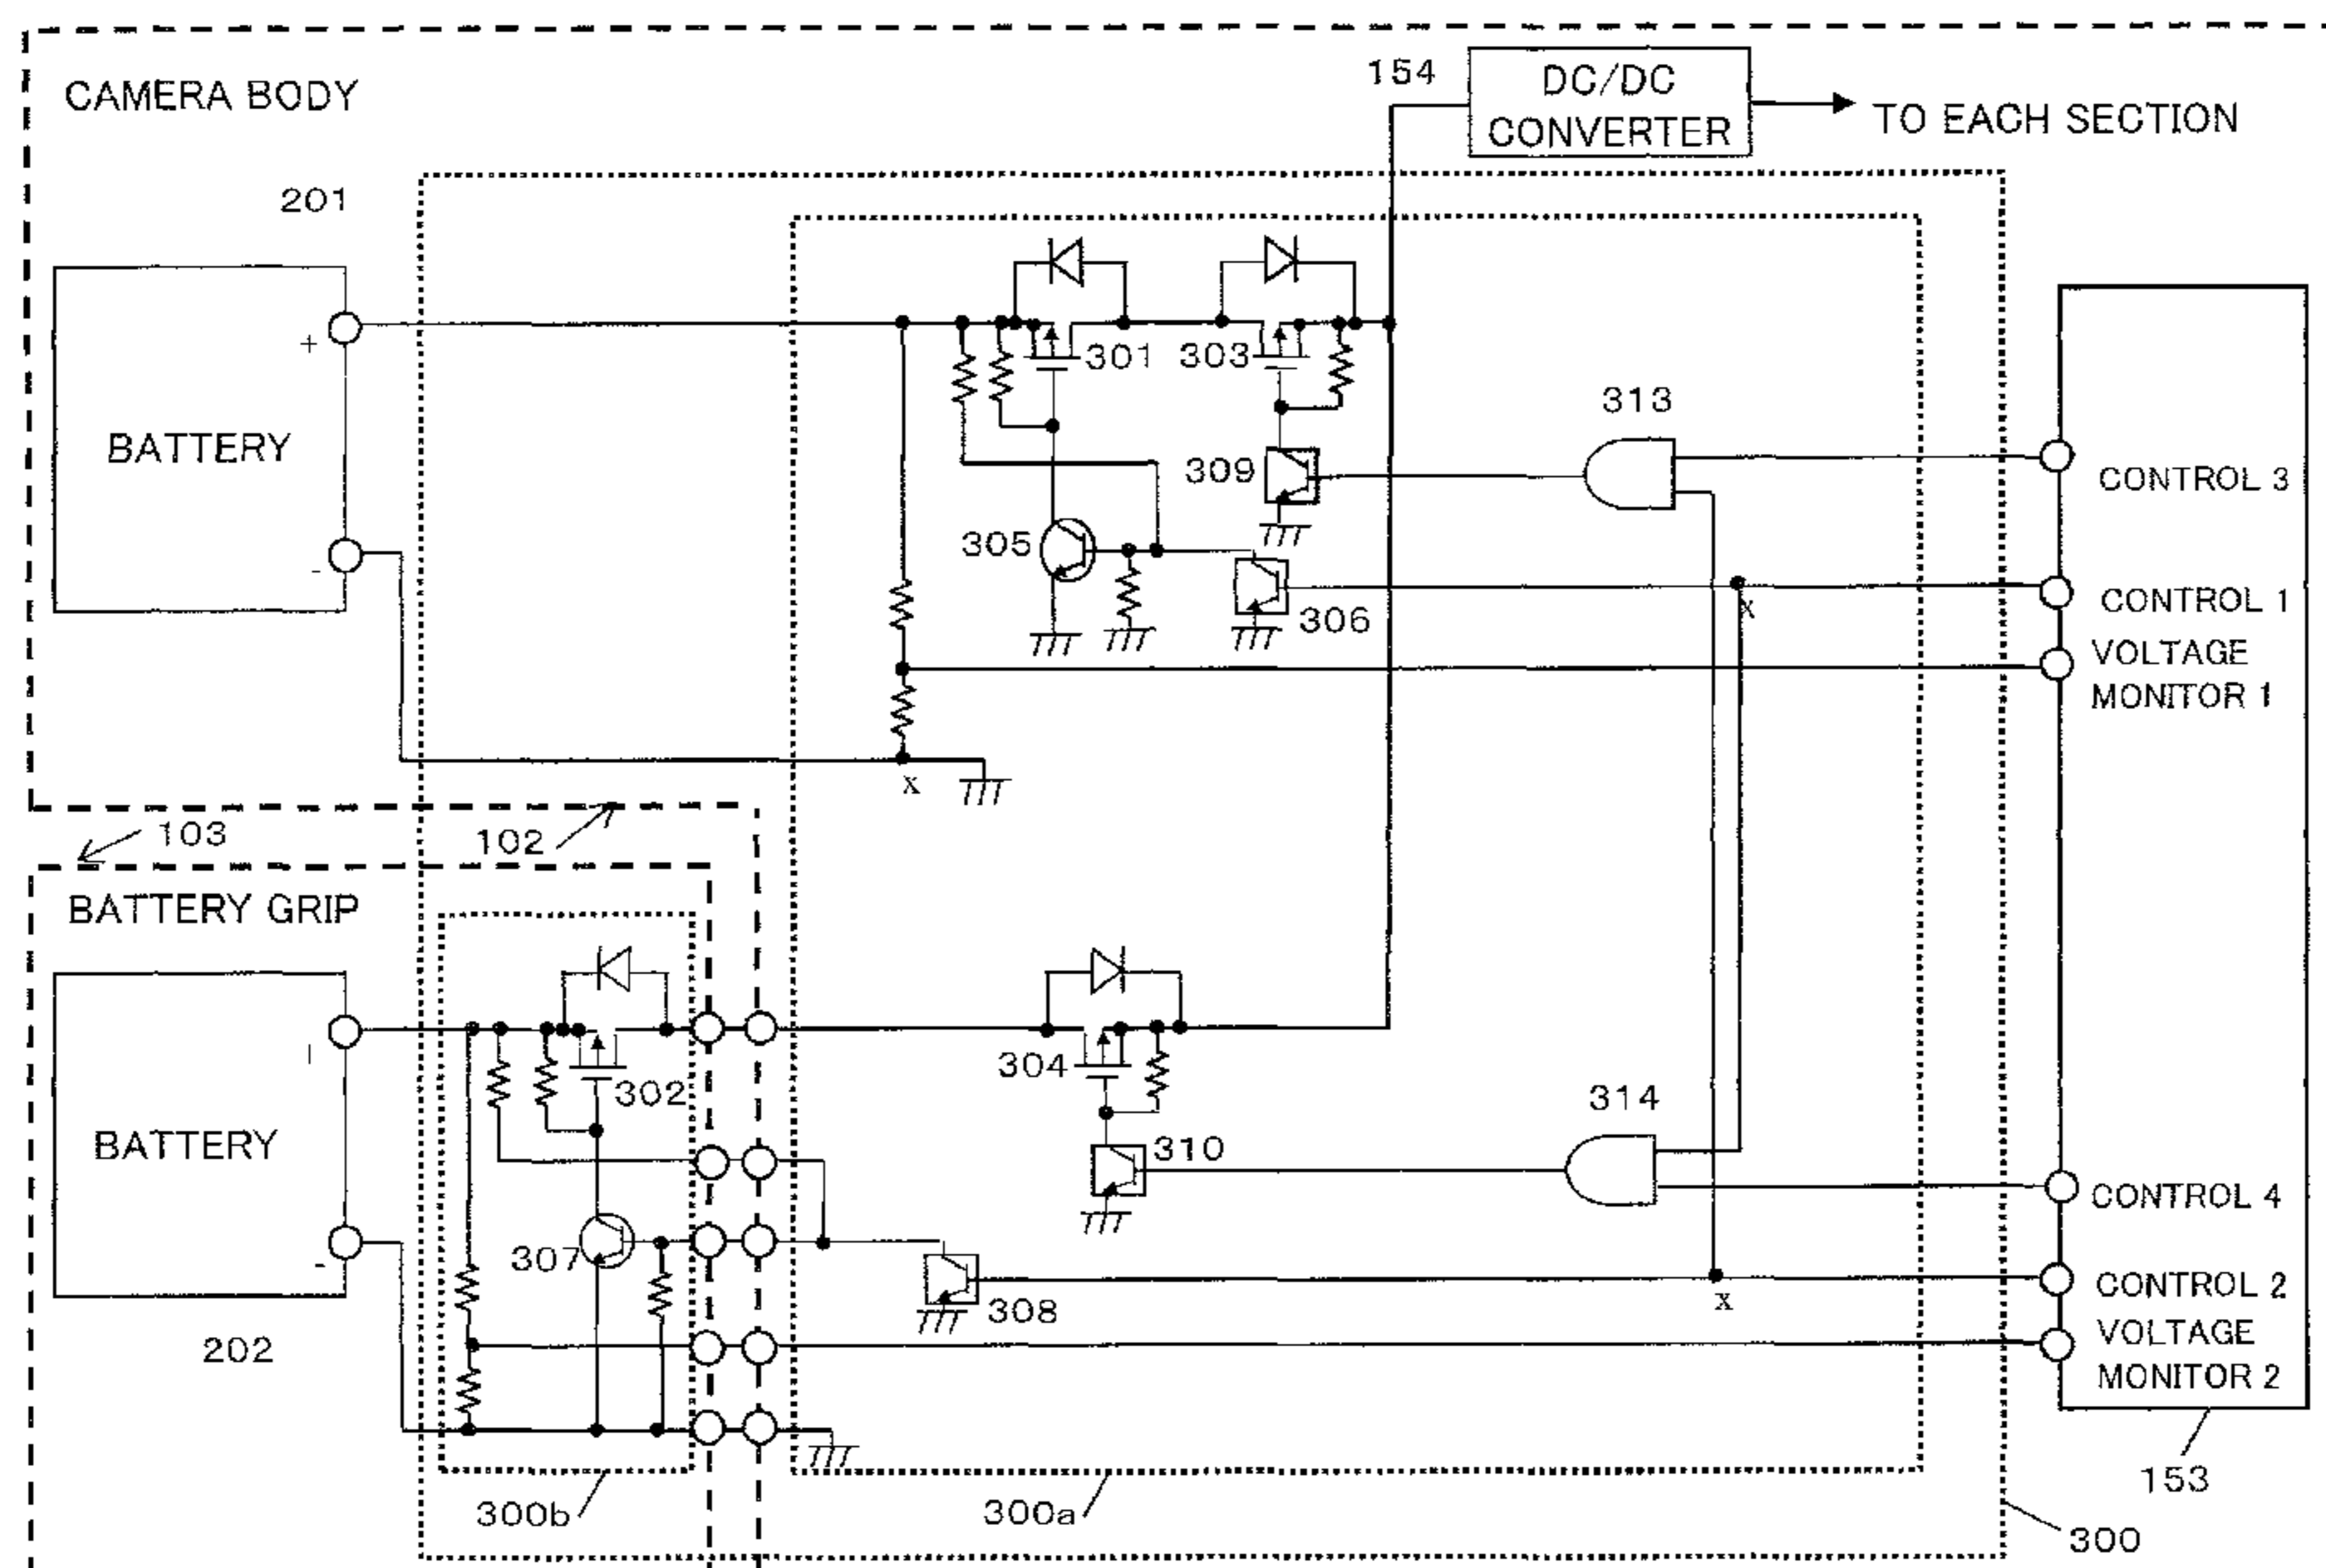 CAMERA BODY
154
DC/DC
CONVERTER
TO EACH SECTION
201
+
BATTERY
-
301
303
313
309
305
306
CONTROL 3
CONTROL 1
VOLTAGE
MONITOR 1
x
x
103
102
BATTERY GRIP
BATTERY
-
202
302
304
314
310
307
308
CONTROL 4
CONTROL 2
x
VOLTAGE
MONITOR 2
300b
300a
153
300